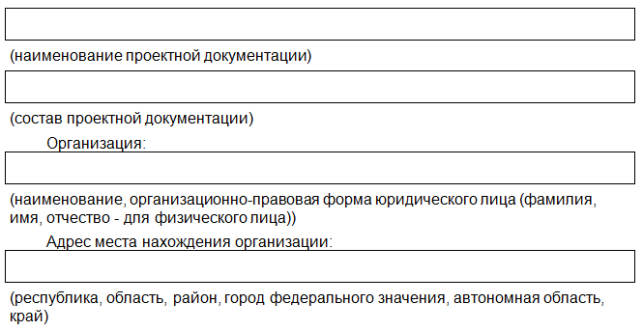 (наименование проектной документации)
(состав проектной документации)
Организация:
(наименование, организационно-правовая форма юридического лица (фамилия,
имя, отчество - для физического лица))
Адрес места нахождения организации:
(республика, область, район, город федерального значения, автономная область,
край)